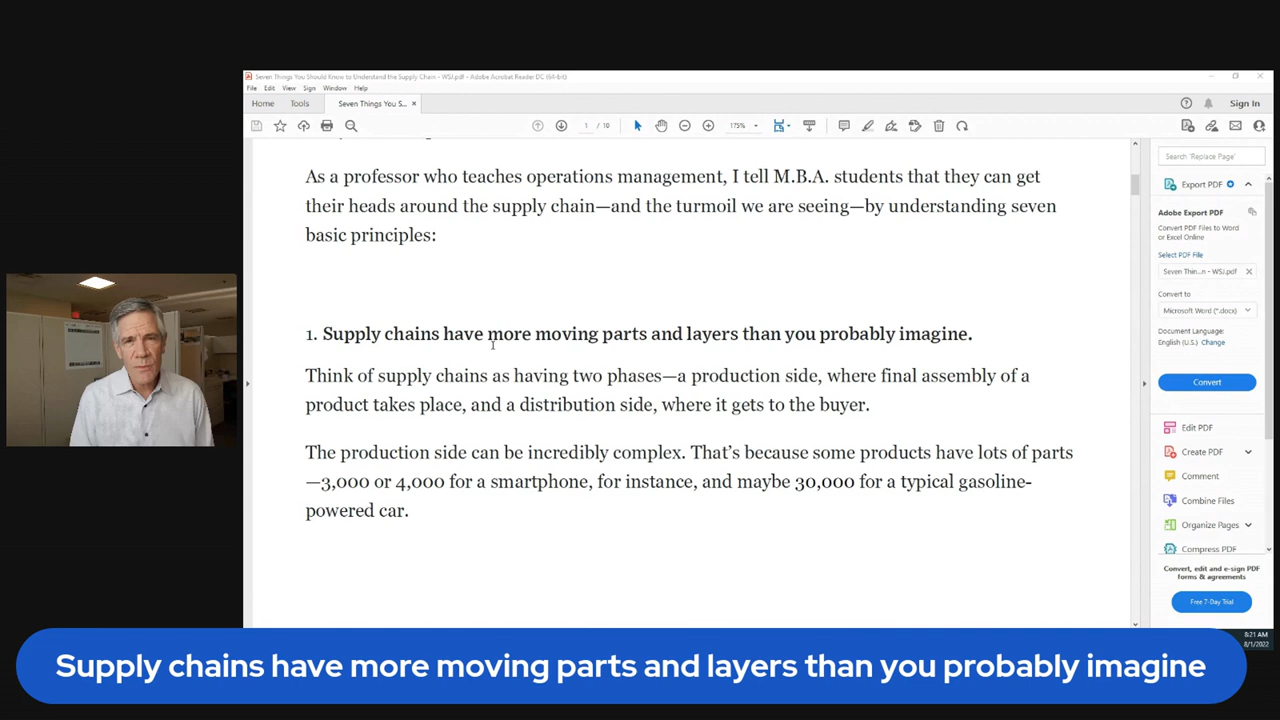 Seven Things You Should Know to Understand the Supply Chain - WSJ.pdf - Adobe Acrobat Reader DC (64-bit)
File Edit View Sign Window Help
Home Tools Seven Things You S... × Sign In
1 / 10 175%
As a professor who teaches operations management, I tell M.B.A. students that they can get
their heads around the supply chain—and the turmoil we are seeing—by understanding seven
basic principles:
1. Supply chains have more moving parts and layers than you probably imagine.
Think of supply chains as having two phases—a production side, where final assembly of a
product takes place, and a distribution side, where it gets to the buyer.
The production side can be incredibly complex. That’s because some products have lots of parts
—3,000 or 4,000 for a smartphone, for instance, and maybe 30,000 for a typical gasoline-
powered car.
Search 'Replace Page'
Export PDF
Adobe Export PDF
Convert PDF Files to Word
or Excel Online
Select PDF File
Seven Thin...n - WSJ.pdf ×
Convert to
Microsoft Word (*.docx)
Document Language:
English (U.S.) Change
Convert
Edit PDF
Create PDF
Comment
Combine Files
Organize Pages
Compress PDF
Convert, edit and e-sign PDF
forms & agreements
Free 7-Day Trial
8:21 AM
8/1/2022
Supply chains have more moving parts and layers than you probably imagine